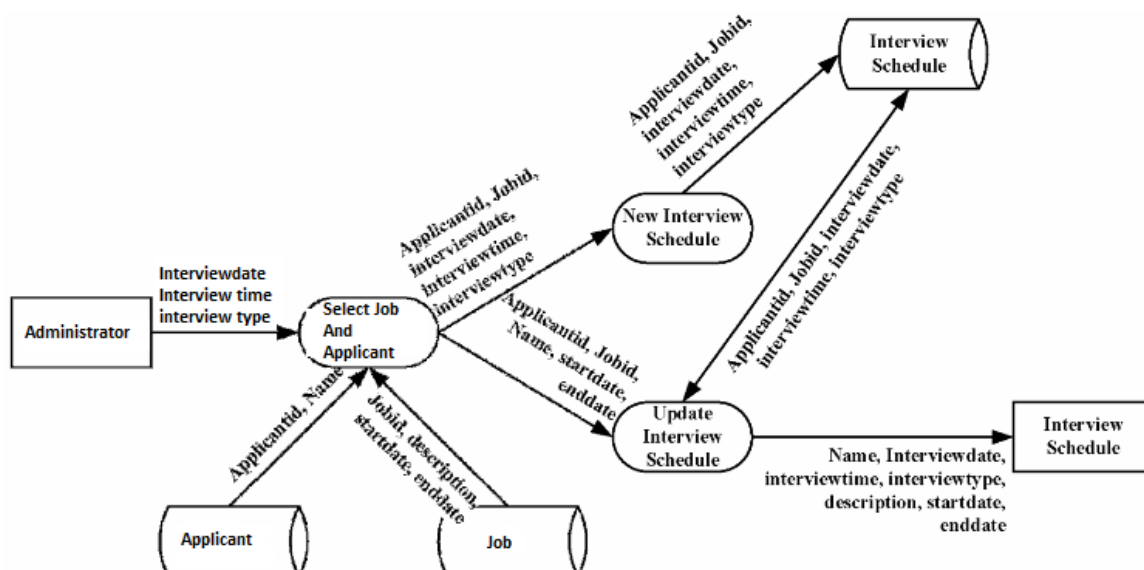 Applicantid, Jobid,
interviewdate,
interviewtime,
interviewtype
Interview
Schedule
Applicantid, Jobid,
interviewdate,
interviewtime,
interviewtype
New Interview
Schedule
Applicantid, Jobid, interviewdate,
interviewtime, interviewtype
Interviewdate
Interview time
interview type
Administrator
Select Job
And
Applicant
Applicantid, Jobid,
Name, startdate,
enddate
Applicantid, Name
Jobid, description,
startdate, enddate
Update
Interview
Schedule
Interview
Schedule
Name, Interviewdate,
interviewtime, interviewtype,
description, startdate,
enddate
Applicant
Job